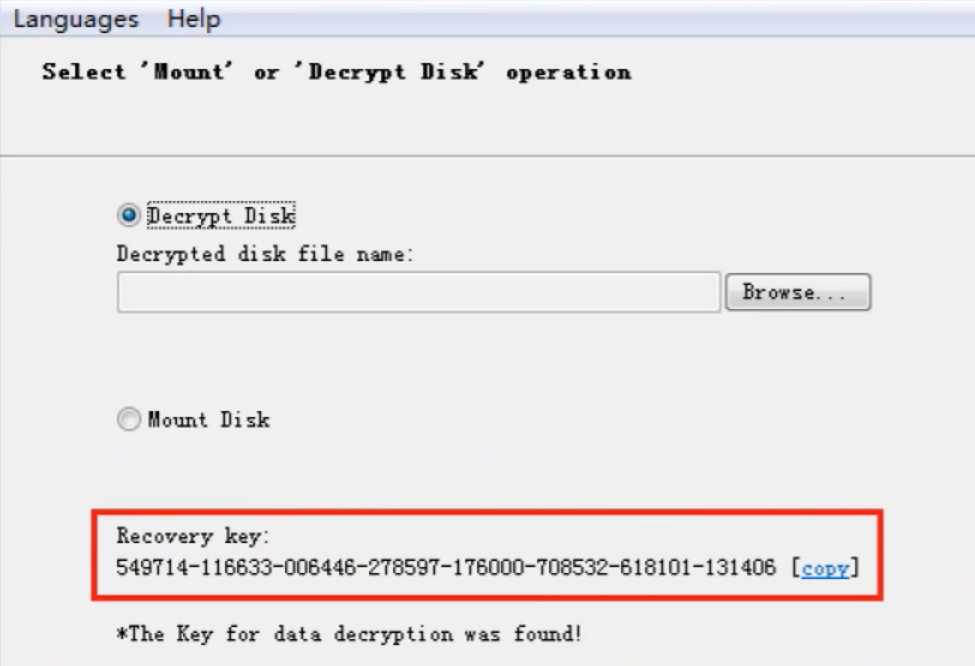 Languages Help
Select 'Mount' or 'Decrypt Disk' operation
Decrypt Disk
Decrypted disk file name:
Browse...
Mount Disk
Recovery key:
549714-116633-006446-278597-176000-708532-618101-131406 [copy]
*The Key for data decryption was found!